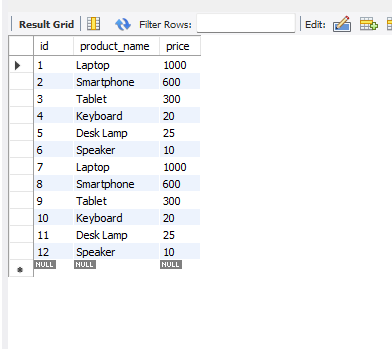 Result Grid Filter Rows: Edit:
id product_name price
1 Laptop 1000
2 Smartphone 600
3 Tablet 300
4 Keyboard 20
5 Desk Lamp 25
6 Speaker 10
7 Laptop 1000
8 Smartphone 600
9 Tablet 300
10 Keyboard 20
11 Desk Lamp 25
12 Speaker 10
NULL NULL NULL